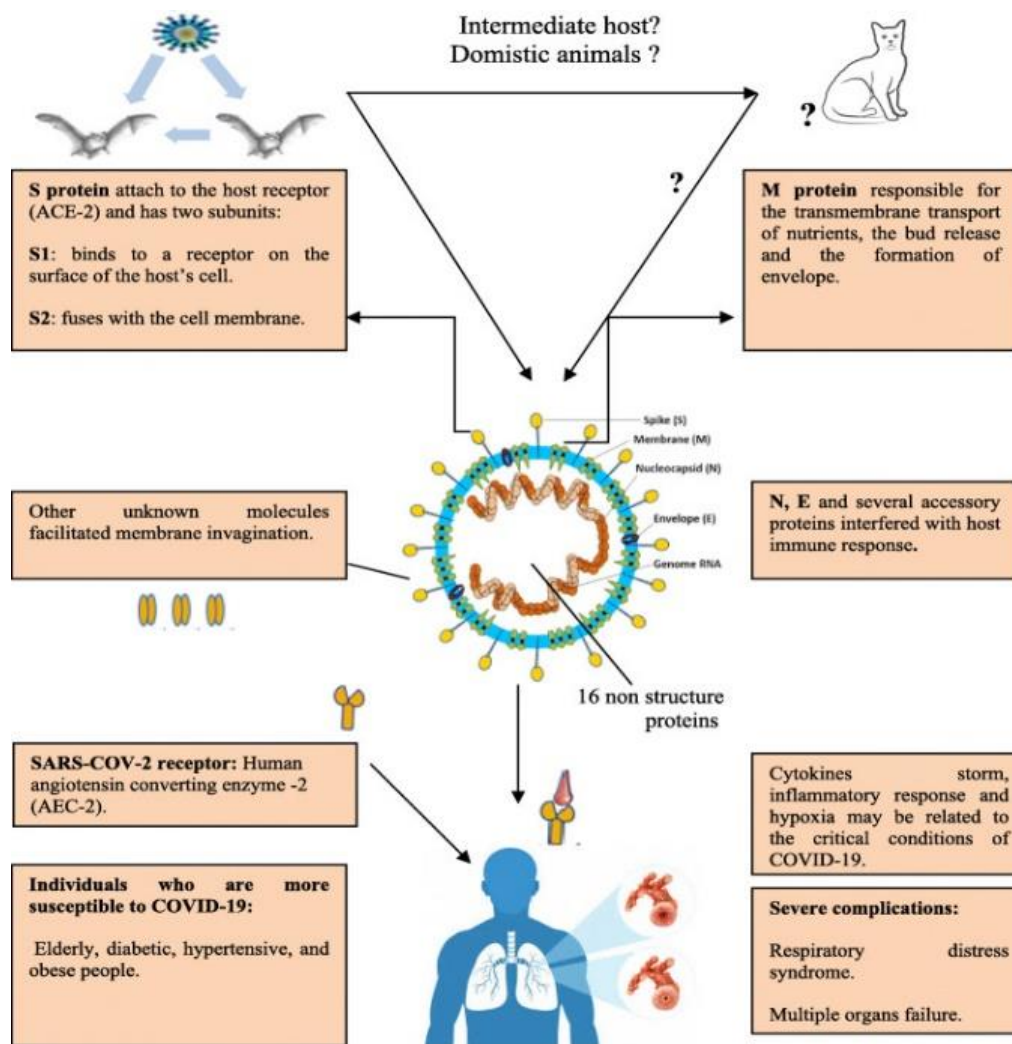 Intermediate host?
Domistic animals ?
?
?
S protein attach to the host receptor
(ACE-2) and has two subunits:
S1: binds to a receptor on the
surface of the host's cell.
S2: fuses with the cell membrane.
M protein responsible for
the transmembrane transport
of nutrients, the bud release
and the formation of
envelope.
Spike (S)
Membrane (M)
Nucleocapsid (N)
Envelope (E)
Genome RNA
Other unknown molecules
facilitated membrane invagination.
N, E and several accessory
proteins interfered with host
immune response.
16 non structure
proteins
SARS-COV-2 receptor: Human
angiotensin converting enzyme -2
(AEC-2).
Cytokines storm,
inflammatory response and
hypoxia may be related to
the critical conditions of
COVID-19.
Individuals who are more
susceptible to COVID-19:
Elderly, diabetic, hypertensive, and
obese people.
Severe complications:
Respiratory distress
syndrome.
Multiple organs failure.